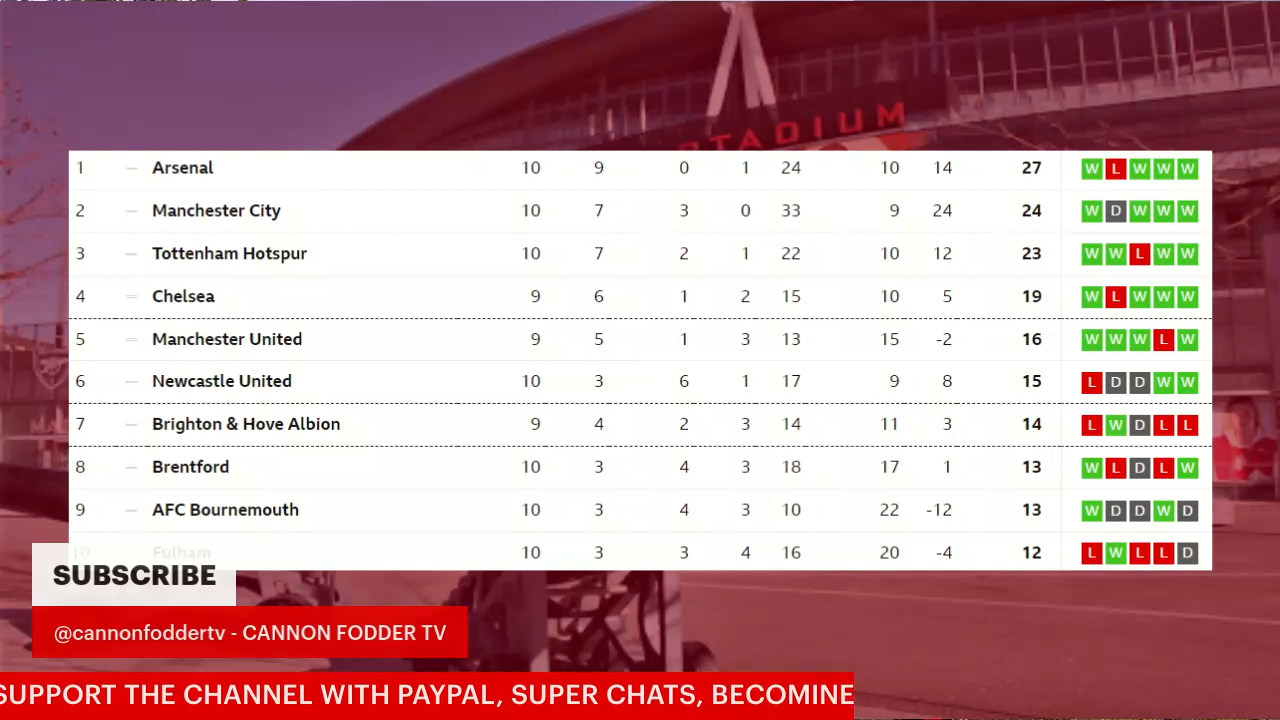 STADIUM
1 — Arsenal 10 9 0 1 24 10 14 27 W L W W W
2 — Manchester City 10 7 3 0 33 9 24 24 W D W W W
3 — Tottenham Hotspur 10 7 2 1 22 10 12 23 W W L W W
4 = Chelsea 9 6 1 2 15 10 5 19 W L W W W
5 = Manchester United 9 5 1 3 13 15 -2 16 W W W L W
6 — Newcastle United 10 3 6 1 17 9 8 15 L D D W W
7 — Brighton & Hove Albion 9 4 2 3 14 11 3 14 L W D L L
8 — Brentford 10 3 4 3 18 17 1 13 W L D L W
9 — AFC Bournemouth 10 3 4 3 10 22 -12 13 W D D W D
10 Fulham 10 3 3 4 16 20 -4 12 L W L L D
SUBSCRIBE
@cannonfoddertv - CANNON FODDER TV
SUPPORT THE CHANNEL WITH PAYPAL, SUPER CHATS, BECOMINE